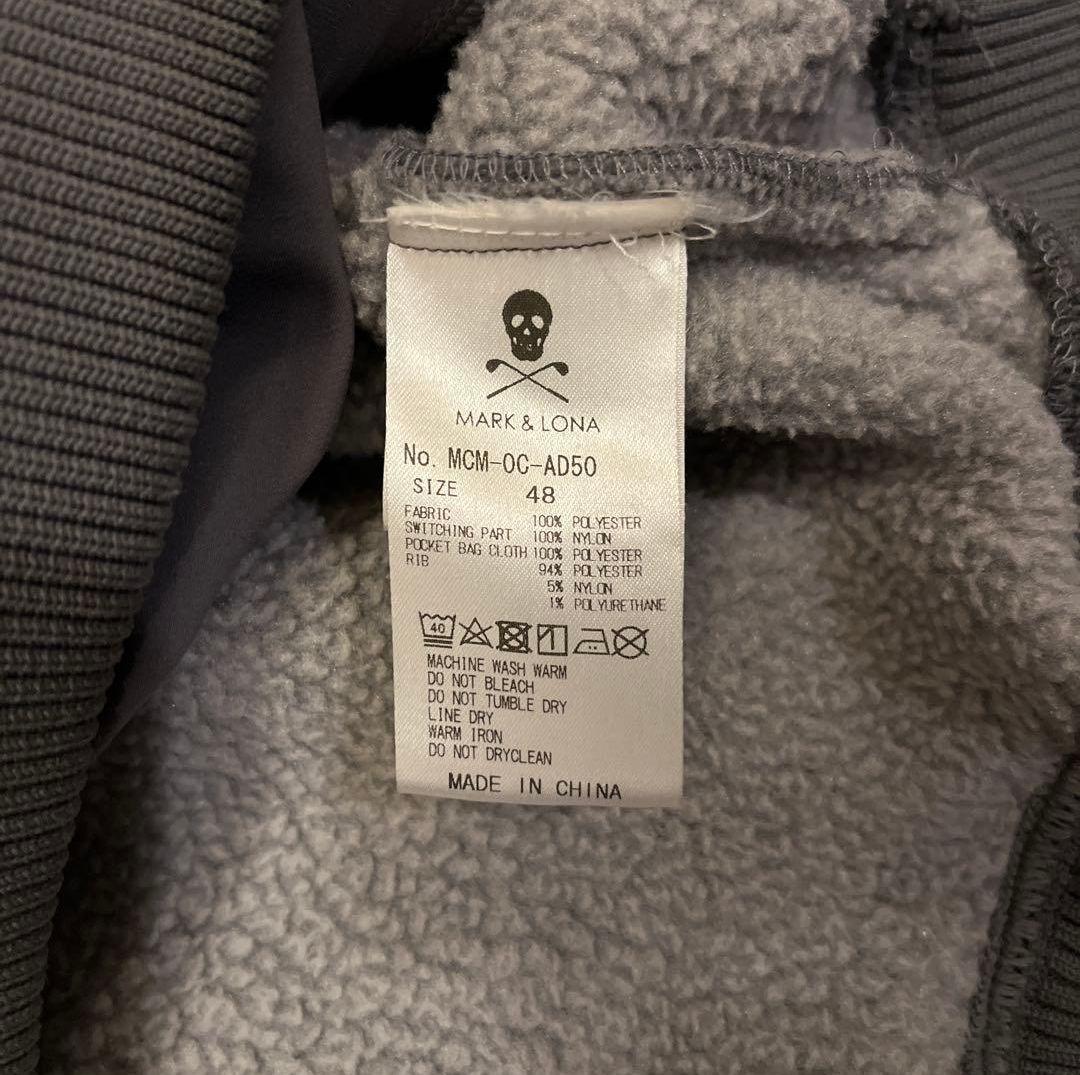 MARK & LONA
No. MCM-OC-AD50
SIZE 48
FABRIC 100% POLYESTER
SWITCHING PART 100% NYLON
POCKET BAG CLOTH 100% POLYESTER
RIB 94% POLYESTER
5% NYLON
1% POLYURETHANE
40
MACHINE WASH WARM
DO NOT BLEACH
DO NOT TUMBLE DRY
LINE DRY
WARM IRON
DO NOT DRYCLEAN
MADE IN CHINA